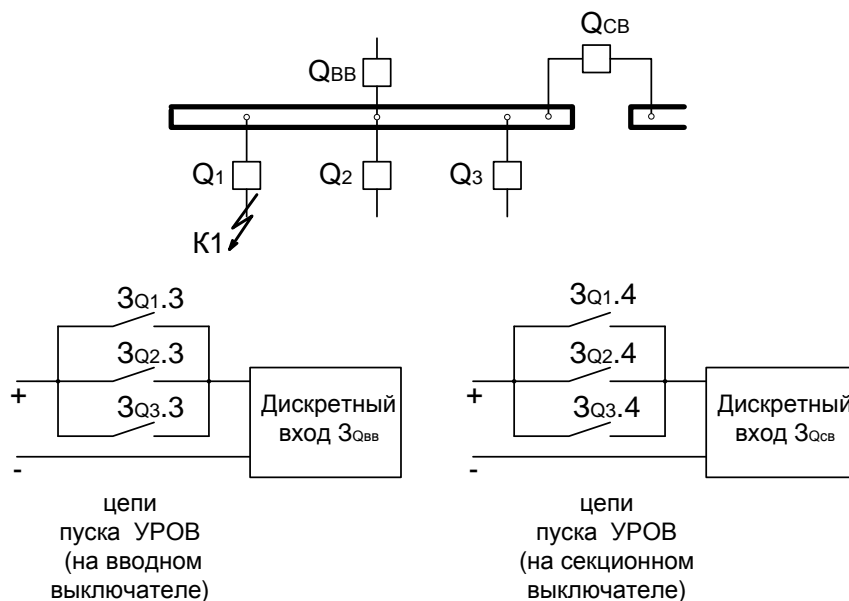 QСВ
QВВ
Q1
Q2
Q3
К1
ЗQ1.3
ЗQ2.3
ЗQ3.3
+
-
Дискретный
вход ЗQвв
цепи
пуска УРОВ
(на вводном
выключателе)
ЗQ1.4
ЗQ2.4
ЗQ3.4
+
-
Дискретный
вход ЗQсв
цепи
пуска УРОВ
(на секционном
выключателе)